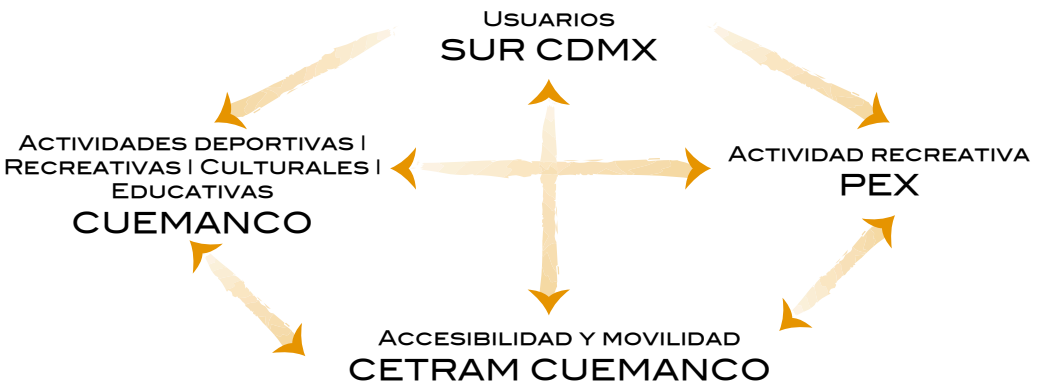 Usuarios
SUR CDMX
Actividades deportivas |
Recreativas | Culturales |
Educativas
CUEMANCO
Actividad recreativa
PEX
Accesibilidad y movilidad
CETRAM CUEMANCO